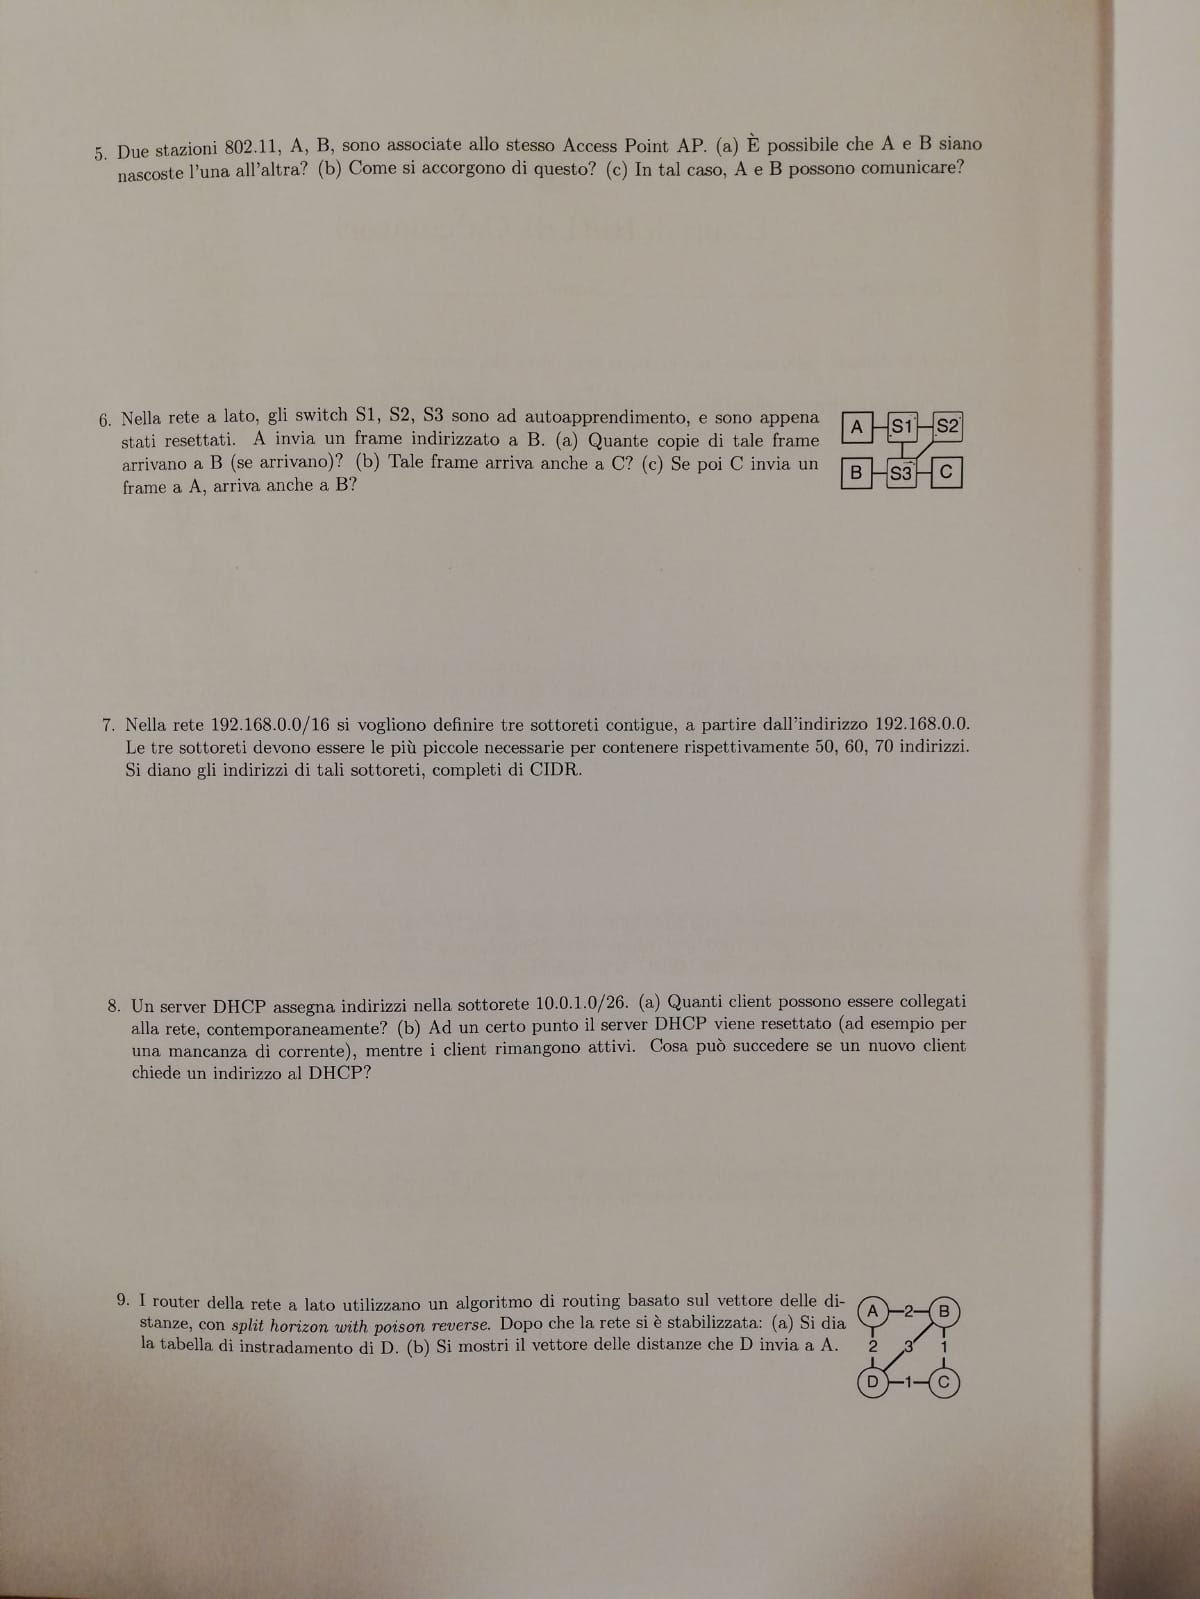 5. Due stazioni 802.11, A, B, sono associate allo stesso Access Point AP. (a) È possibile che A e B siano
nascoste l'una all'altra? (b) Come si accorgono di questo? (c) In tal caso, A e B possono comunicare?
6. Nella rete a lato, gli switch S1, S2, S3 sono ad autoapprendimento, e sono appena
stati resettati. A invia un frame indirizzato a B. (a) Quante copie di tale frame
arrivano a B (se arrivano)? (b) Tale frame arriva anche a C? (c) Se poi C invia un
frame a A, arriva anche a B?
A S1 S2
B S3 C
7. Nella rete 192.168.0.0/16 si vogliono definire tre sottoreti contigue, a partire dall'indirizzo 192.168.0.0.
Le tre sottoreti devono essere le più piccole necessarie per contenere rispettivamente 50, 60, 70 indirizzi.
Si diano gli indirizzi di tali sottoreti, completi di CIDR.
8. Un server DHCP assegna indirizzi nella sottorete 10.0.1.0/26. (a) Quanti client possono essere collegati
alla rete, contemporaneamente? (b) Ad un certo punto il server DHCP viene resettato (ad esempio per
una mancanza di corrente), mentre i client rimangono attivi. Cosa può succedere se un nuovo client
chiede un indirizzo al DHCP?
9. I router della rete a lato utilizzano un algoritmo di routing basato sul vettore delle di-
stanze, con split horizon with poison reverse. Dopo che la rete si è stabilizzata: (a) Si dia
la tabella di instradamento di D. (b) Si mostri il vettore delle distanze che D invia a A.
A 2 B
2 3 1
D 1 C